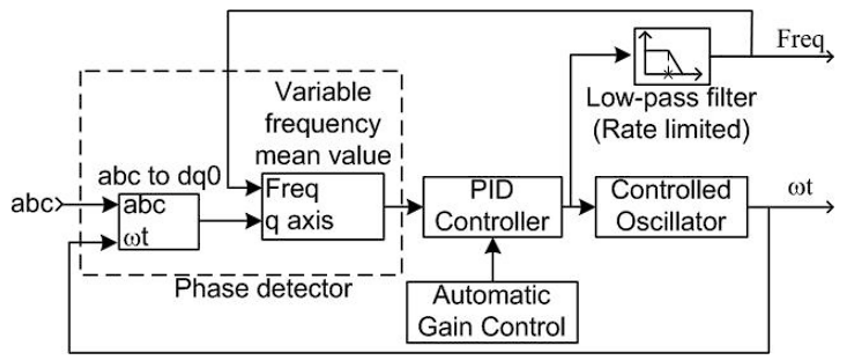 Freq
Variable
frequency
mean value
Low-pass filter
(Rate limited)
abc to dq0
abc
abc
ωt
Freq
q axis
PID
Controller
Controlled
Oscillator
ωt
Phase detector
Automatic
Gain Control